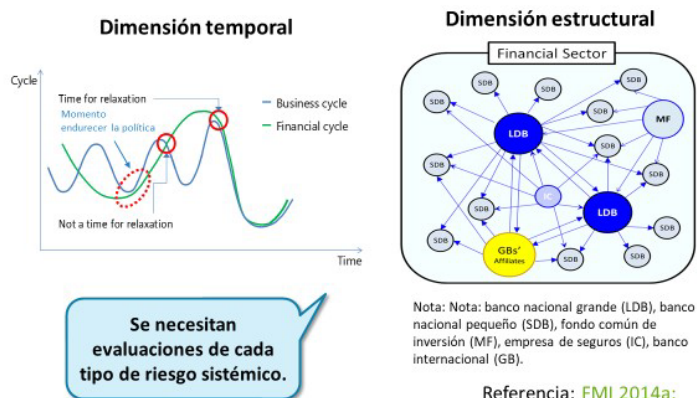 Dimensión temporal
Cycle
Time for relaxation
Momento
endurecer la política
Business cycle
Financial cycle
Not a time for relaxation
Time
Se necesitan
evaluaciones de cada
tipo de riesgo sistémico.
Dimensión estructural
Financial Sector
SDB
SDB
SDB
SDB
SDB
SDB
MF
LDB
SDB
SDB
SDB
IC
SDB
LDB
SDB
SDB
GBs'
Affiliates
SDB
SDB
Nota: Nota: banco nacional grande (LDB), banco
nacional pequeño (SDB), fondo común de
inversión (MF), empresa de seguros (IC), banco
internacional (GB).
Referencia: FMI 2014a;